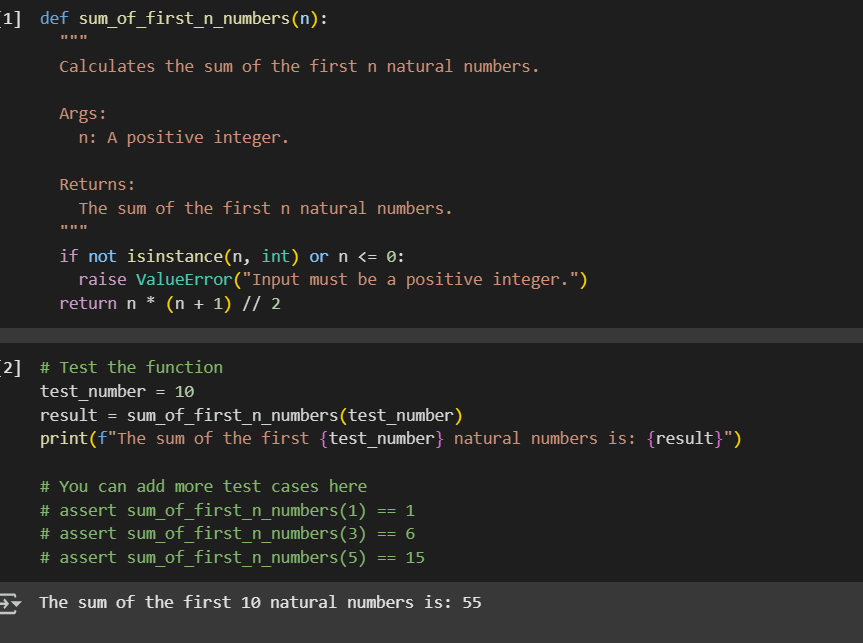 [1] def sum_of_first_n_numbers(n):
"""
Calculates the sum of the first n natural numbers.
Args:
n: A positive integer.
Returns:
The sum of the first n natural numbers.
"""
if not isinstance(n, int) or n <= 0:
raise ValueError("Input must be a positive integer.")
return n * (n + 1) // 2
[2] # Test the function
test_number = 10
result = sum_of_first_n_numbers(test_number)
print(f"The sum of the first {test_number} natural numbers is: {result}")
# You can add more test cases here
# assert sum_of_first_n_numbers(1) == 1
# assert sum_of_first_n_numbers(3) == 6
# assert sum_of_first_n_numbers(5) == 15
The sum of the first 10 natural numbers is: 55